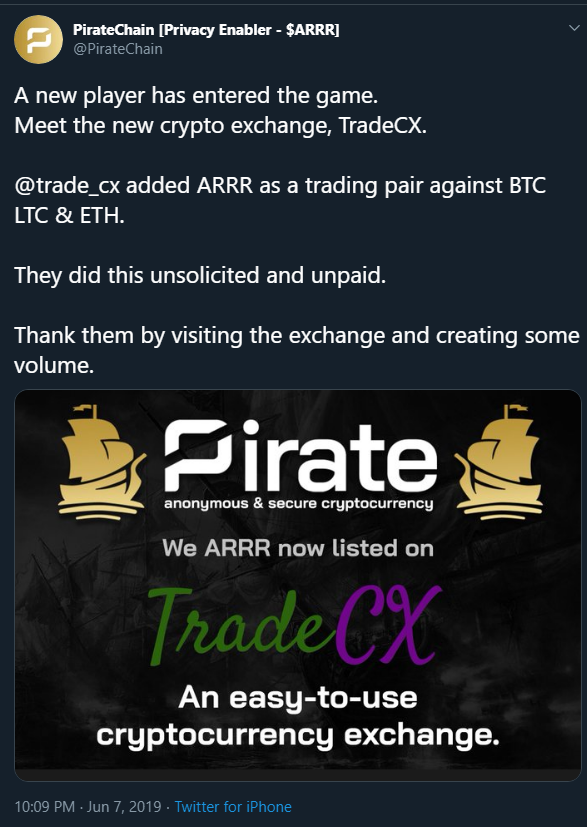 PirateChain [Privacy Enabler - $ARRR]
@PirateChain
A new player has entered the game.
Meet the new crypto exchange, TradeCX.
@trade_cx added ARRR as a trading pair against BTC
LTC & ETH.
They did this unsolicited and unpaid.
Thank them by visiting the exchange and creating some
volume.
Pirate
anonymous & secure cryptocurrency
We ARRR now listed on
TradeCX
An easy-to-use
cryptocurrency exchange.
10:09 PM · Jun 7, 2019 · Twitter for iPhone